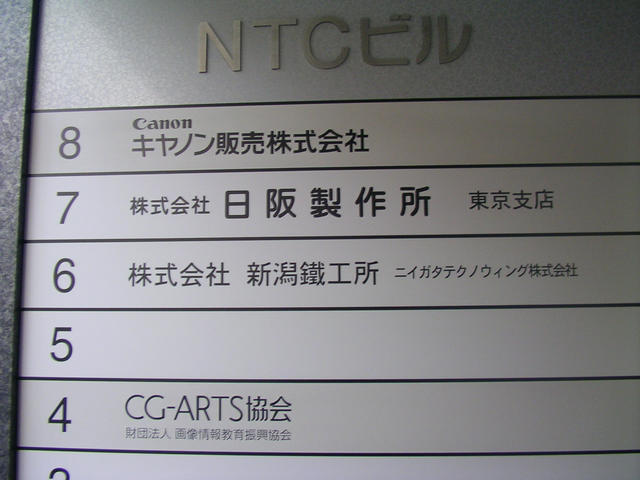 NTCビル
8 Canon
キヤノン販売株式会社
7 株式会社 日阪製作所 東京支店
6 株式会社 新潟鐵工所 ニイガタテクノウィング株式会社
5
4 CG-ARTS協会
財団法人 画像情報教育振興協会